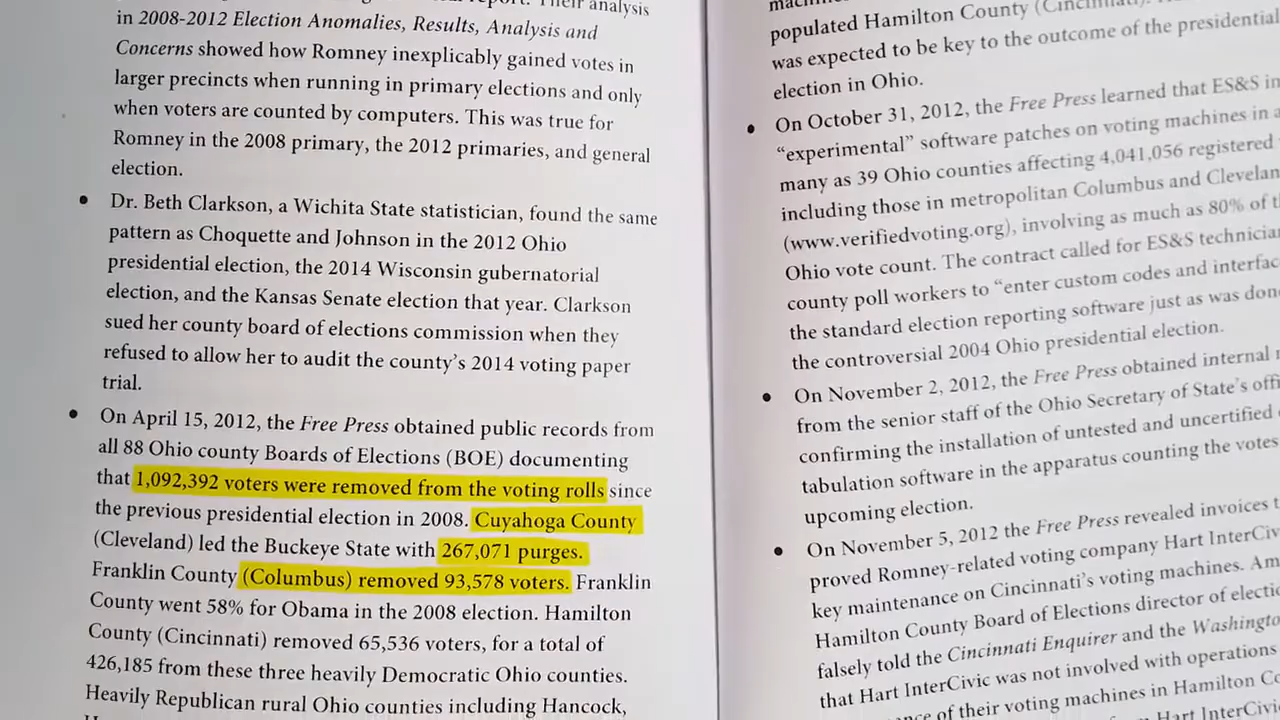 report. Their analysis
in 2008-2012 Election Anomalies, Results, Analysis and
Concerns showed how Romney inexplicably gained votes in
larger precincts when running in primary elections and only
when voters are counted by computers. This was true for
Romney in the 2008 primary, the 2012 primaries, and general
election.
• Dr. Beth Clarkson, a Wichita State statistician, found the same
pattern as Choquette and Johnson in the 2012 Ohio
presidential election, the 2014 Wisconsin gubernatorial
election, and the Kansas Senate election that year. Clarkson
sued her county board of elections commission when they
refused to allow her to audit the county's 2014 voting paper
trial.
• On April 15, 2012, the Free Press obtained public records from
all 88 Ohio county Boards of Elections (BOE) documenting
that 1,092,392 voters were removed from the voting rolls since
the previous presidential election in 2008. Cuyahoga County
(Cleveland) led the Buckeye State with 267,071 purges.
Franklin County (Columbus) removed 93,578 voters. Franklin
County went 58% for Obama in the 2008 election. Hamilton
County (Cincinnati) removed 65,536 voters, for a total of
426,185 from these three heavily Democratic Ohio counties.
Heavily Republican rural Ohio counties including Hancock,
populated Hamilton County (Cincinnati).
was expected to be key to the outcome of the presidential
election in Ohio.
• On October 31, 2012, the Free Press learned that ES&S in
"experimental" software patches on voting machines in a
many as 39 Ohio counties affecting 4,041,056 registered
including those in metropolitan Columbus and Clevelan
(www.verifiedvoting.org), involving as much as 80% of t
Ohio vote count. The contract called for ES&S technician
county poll workers to "enter custom codes and interfac
the standard election reporting software just as was don
the controversial 2004 Ohio presidential election.
• On November 2, 2012, the Free Press obtained internal
from the senior staff of the Ohio Secretary of State's offi
confirming the installation of untested and uncertified
tabulation software in the apparatus counting the votes
upcoming election.
• On November 5, 2012 the Free Press revealed invoices t
proved Romney-related voting company Hart InterCivi
key maintenance on Cincinnati's voting machines. Am
Hamilton County Board of Elections director of electio
falsely told the Cincinnati Enquirer and the Washingto
that Hart InterCivic was not involved with operations
of their voting machines in Hamilton Co
Hart InterCivic